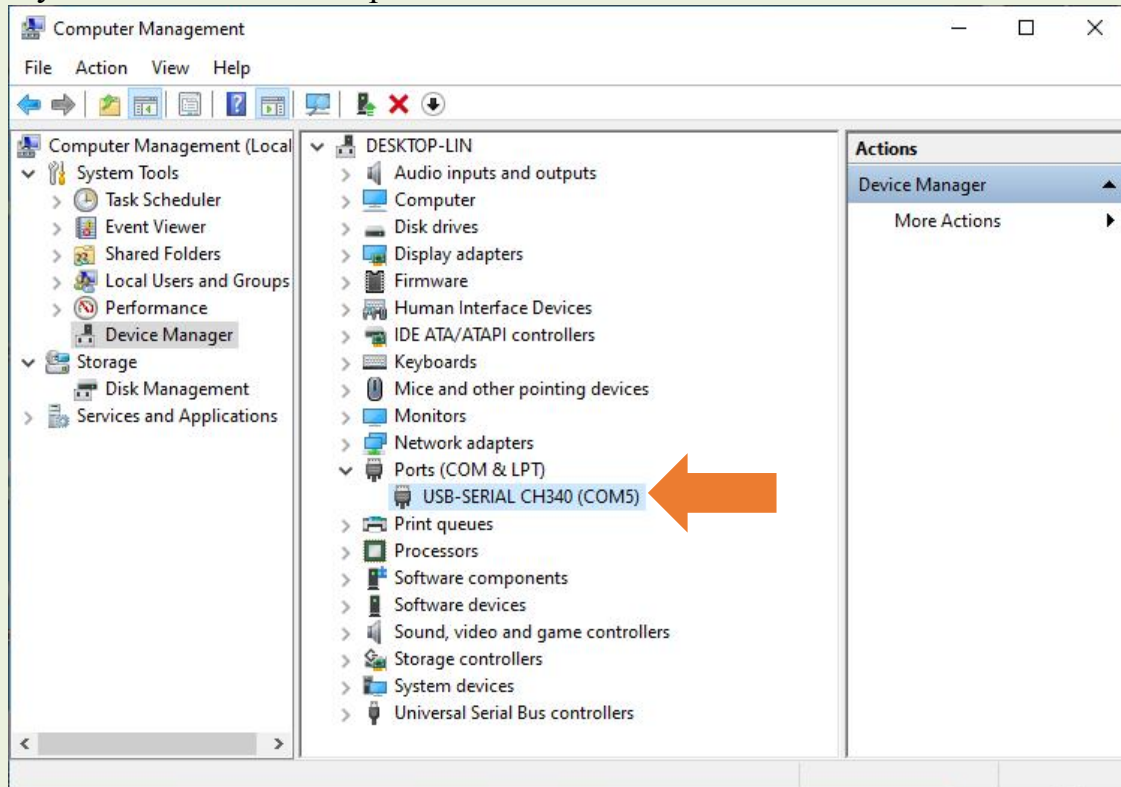 Computer Management
File Action View Help
Computer Management (Local
System Tools
Task Scheduler
Event Viewer
Shared Folders
Local Users and Groups
Performance
Device Manager
Storage
Disk Management
Services and Applications
DESKTOP-LIN
Audio inputs and outputs
Computer
Disk drives
Display adapters
Firmware
Human Interface Devices
IDE ATA/ATAPI controllers
Keyboards
Mice and other pointing devices
Monitors
Network adapters
Ports (COM & LPT)
USB-SERIAL CH340 (COM5)
Print queues
Processors
Software components
Software devices
Sound, video and game controllers
Storage controllers
System devices
Universal Serial Bus controllers
Actions
Device Manager
More Actions